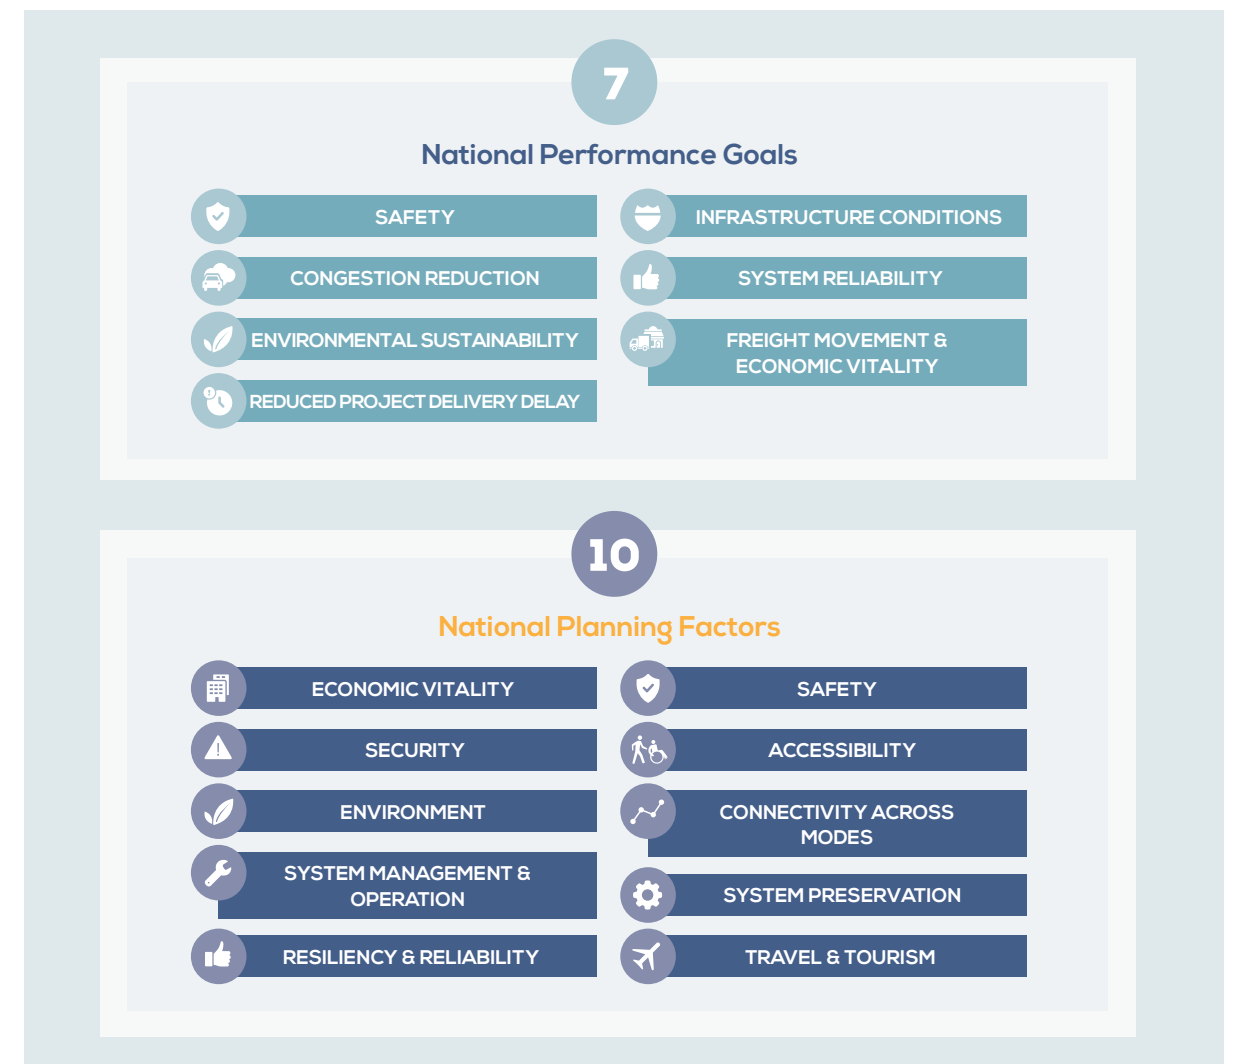 7
National Performance Goals
SAFETY
INFRASTRUCTURE CONDITIONS
CONGESTION REDUCTION
SYSTEM RELIABILITY
ENVIRONMENTAL SUSTAINABILITY
FREIGHT MOVEMENT &
ECONOMIC VITALITY
REDUCED PROJECT DELIVERY DELAY
10
National Planning Factors
ECONOMIC VITALITY
SAFETY
SECURITY
ACCESSIBILITY
ENVIRONMENT
CONNECTIVITY ACROSS
MODES
SYSTEM MANAGEMENT &
OPERATION
SYSTEM PRESERVATION
RESILIENCY & RELIABILITY
TRAVEL & TOURISM